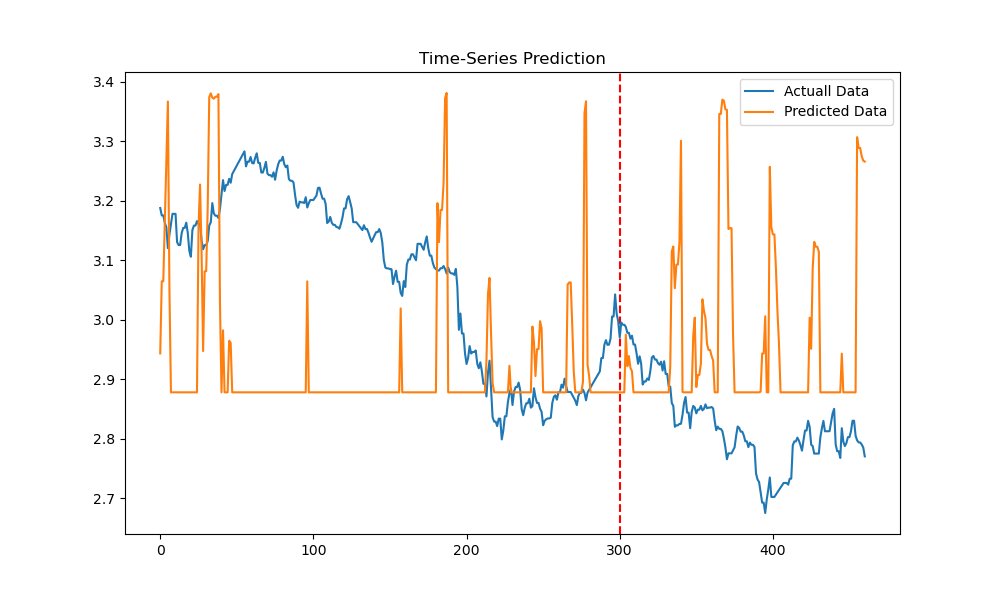 Time-Series Prediction
Actuall Data
Predicted Data
3.4
3.3
3.2
3.1
3.0
2.9
2.8
2.7
0 100 200 300 400